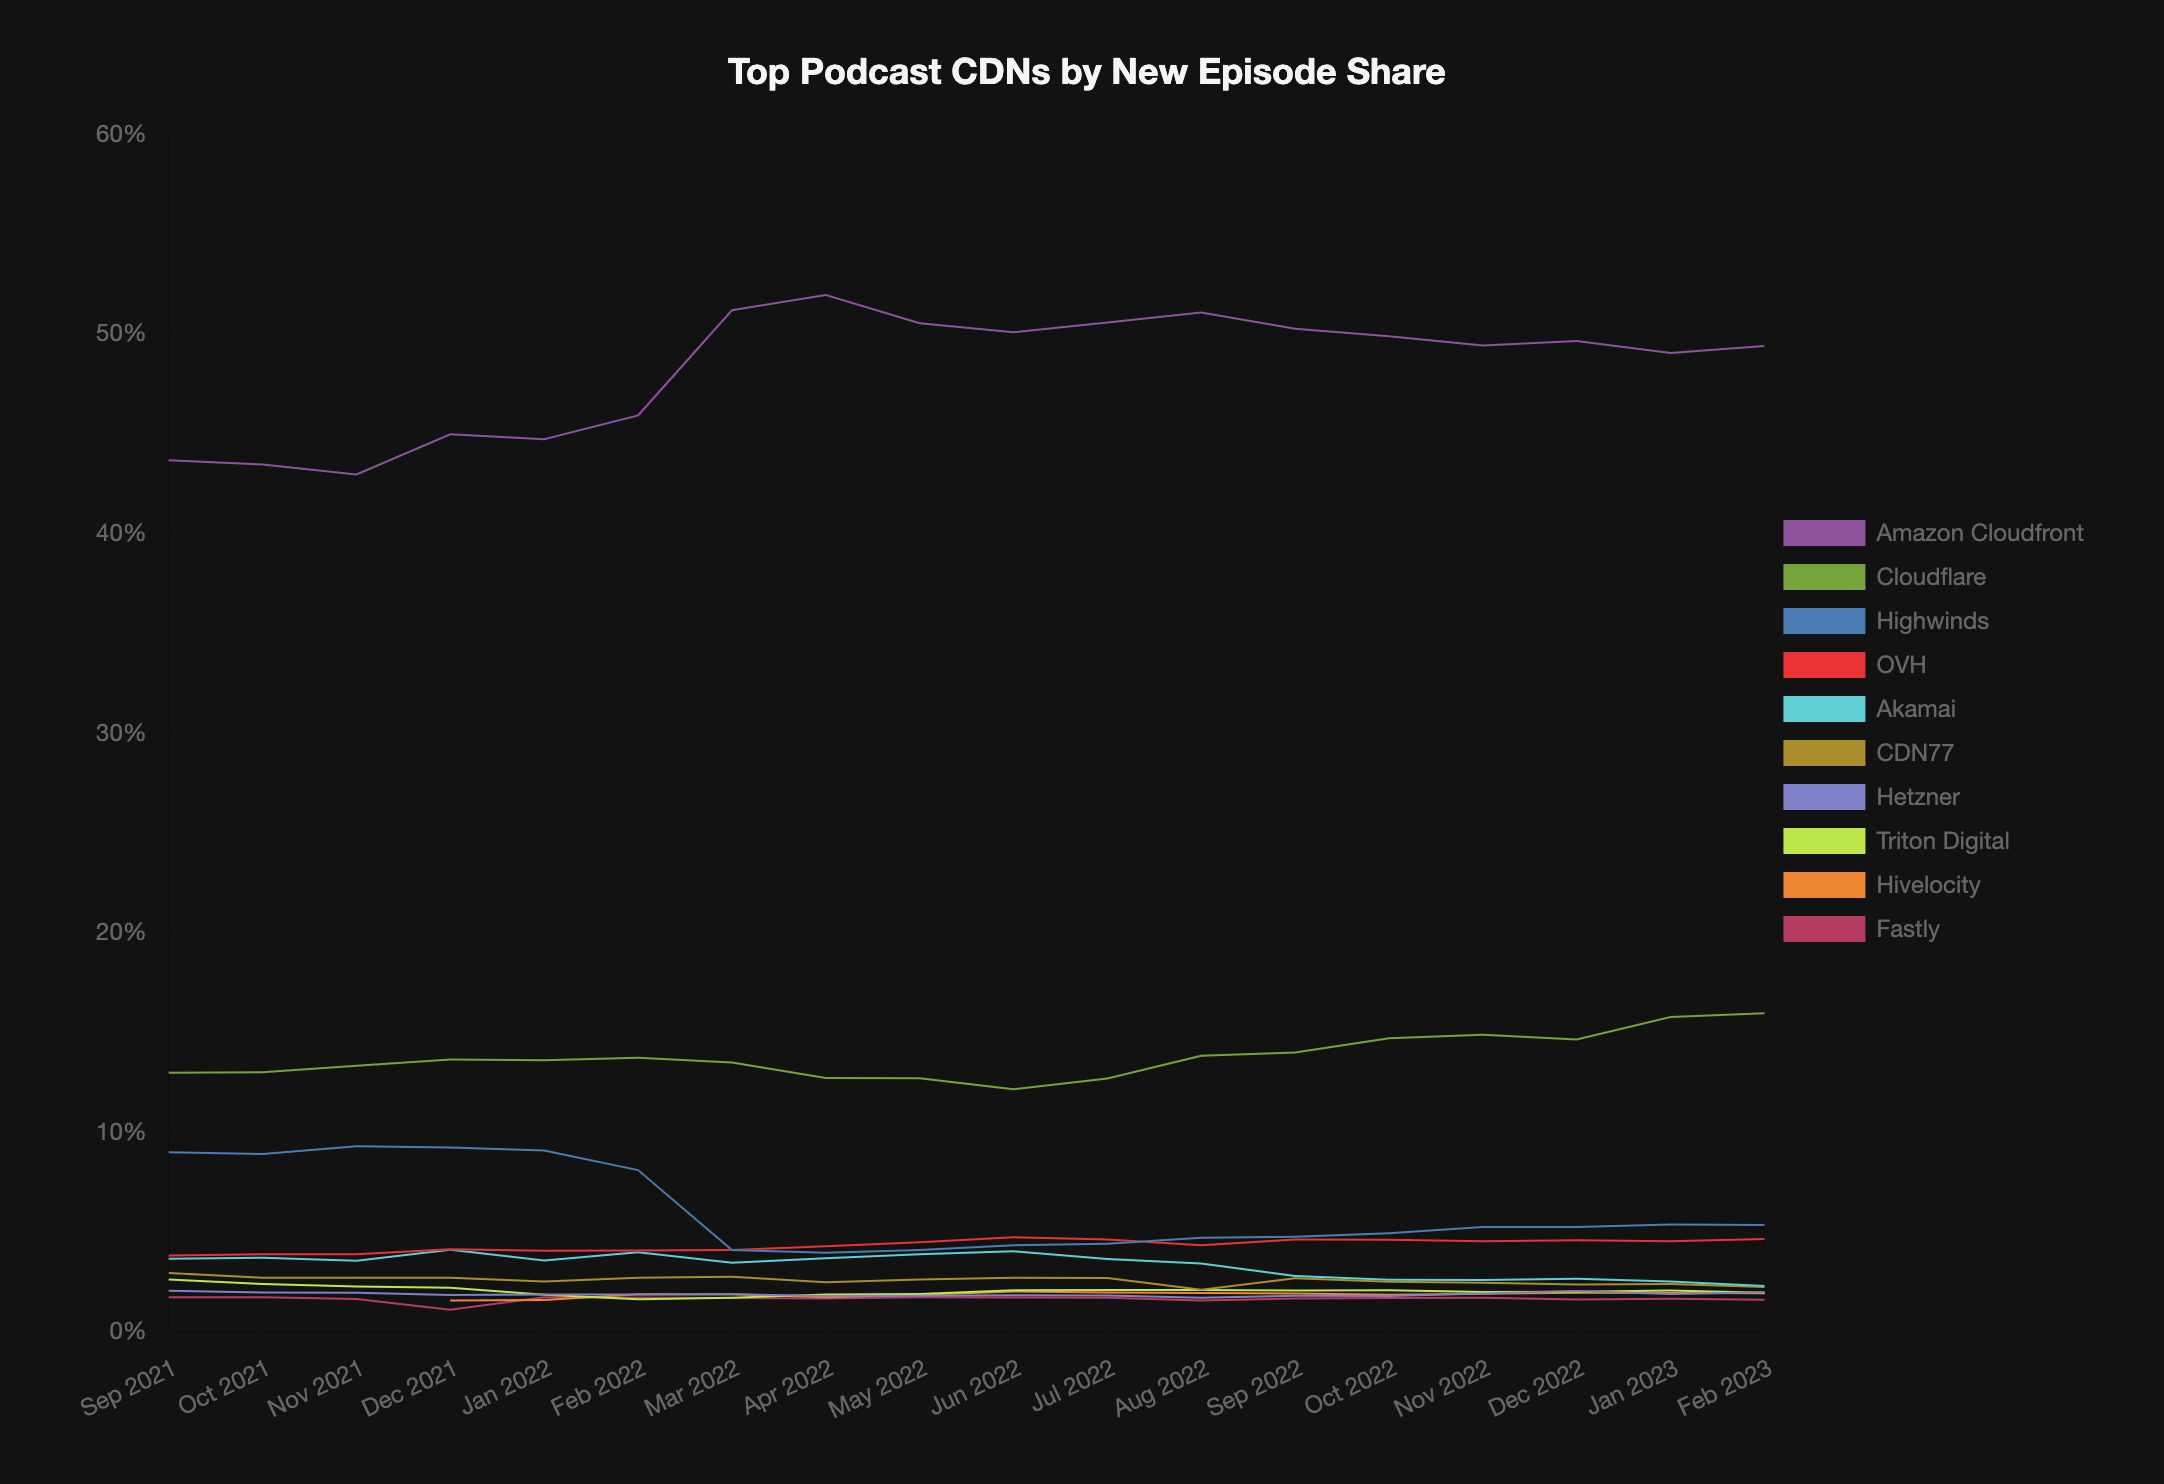 Top Podcast CDNs by New Episode Share
60%
50%
40%
30%
20%
10%
0%
Sep 2021
Oct 2021
Nov 2021
Dec 2021
Jan 2022
Feb 2022
Mar 2022
Apr 2022
May 2022
Jun 2022
Jul 2022
Aug 2022
Sep 2022
Oct 2022
Nov 2022
Dec 2022
Jan 2023
Feb 2023
Amazon Cloudfront
Cloudflare
Highwinds
OVH
Akamai
CDN77
Hetzner
Triton Digital
Hivelocity
Fastly